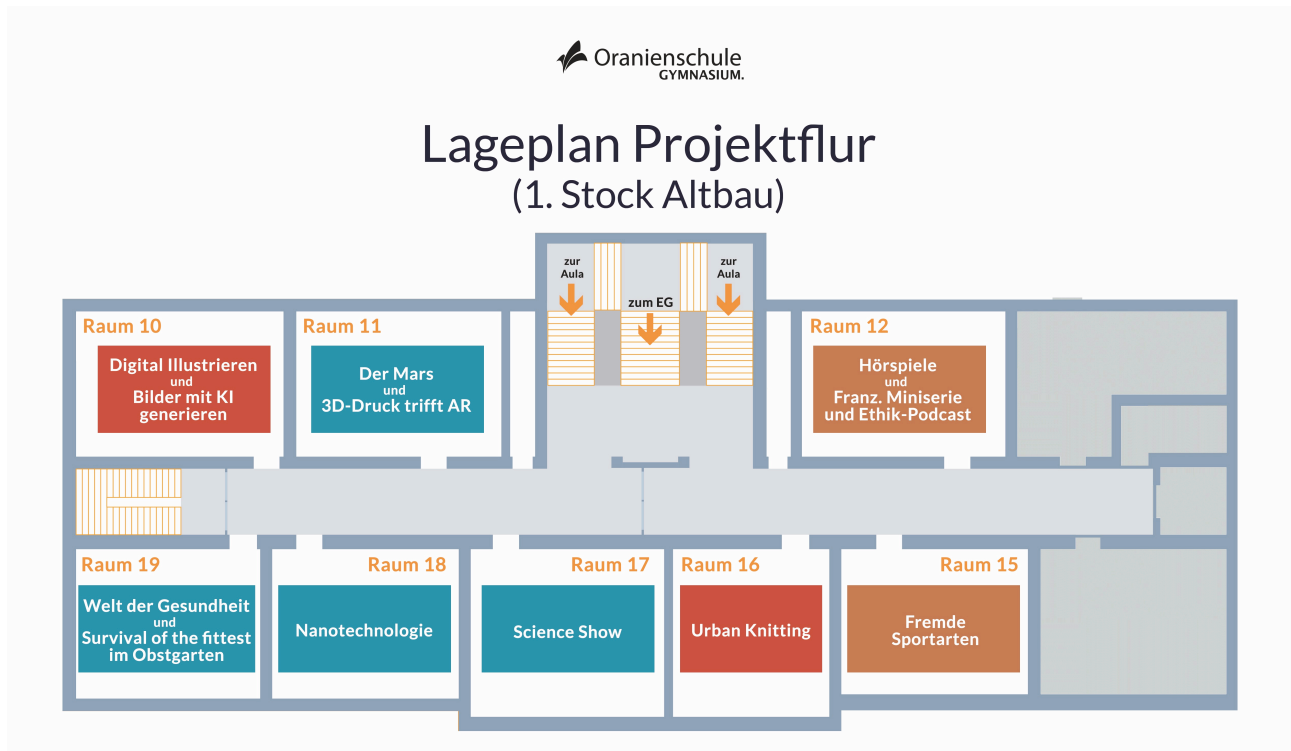 Oranienschule
GYMNASIUM.
Lageplan Projektflur
(1. Stock Altbau)
zur
Aula
zum EG
zur
Aula
Raum 10
Digital Illustrieren
und
Bilder mit KI
generieren
Raum 11
Der Mars
und
3D-Druck trifft AR
Raum 12
Hörspiele
und
Franz. Miniserie
und Ethik-Podcast
Raum 19
Welt der Gesundheit
und
Survival of the fittest
im Obstgarten
Raum 18
Nanotechnologie
Raum 17
Science Show
Raum 16
Urban Knitting
Raum 15
Fremde
Sportarten